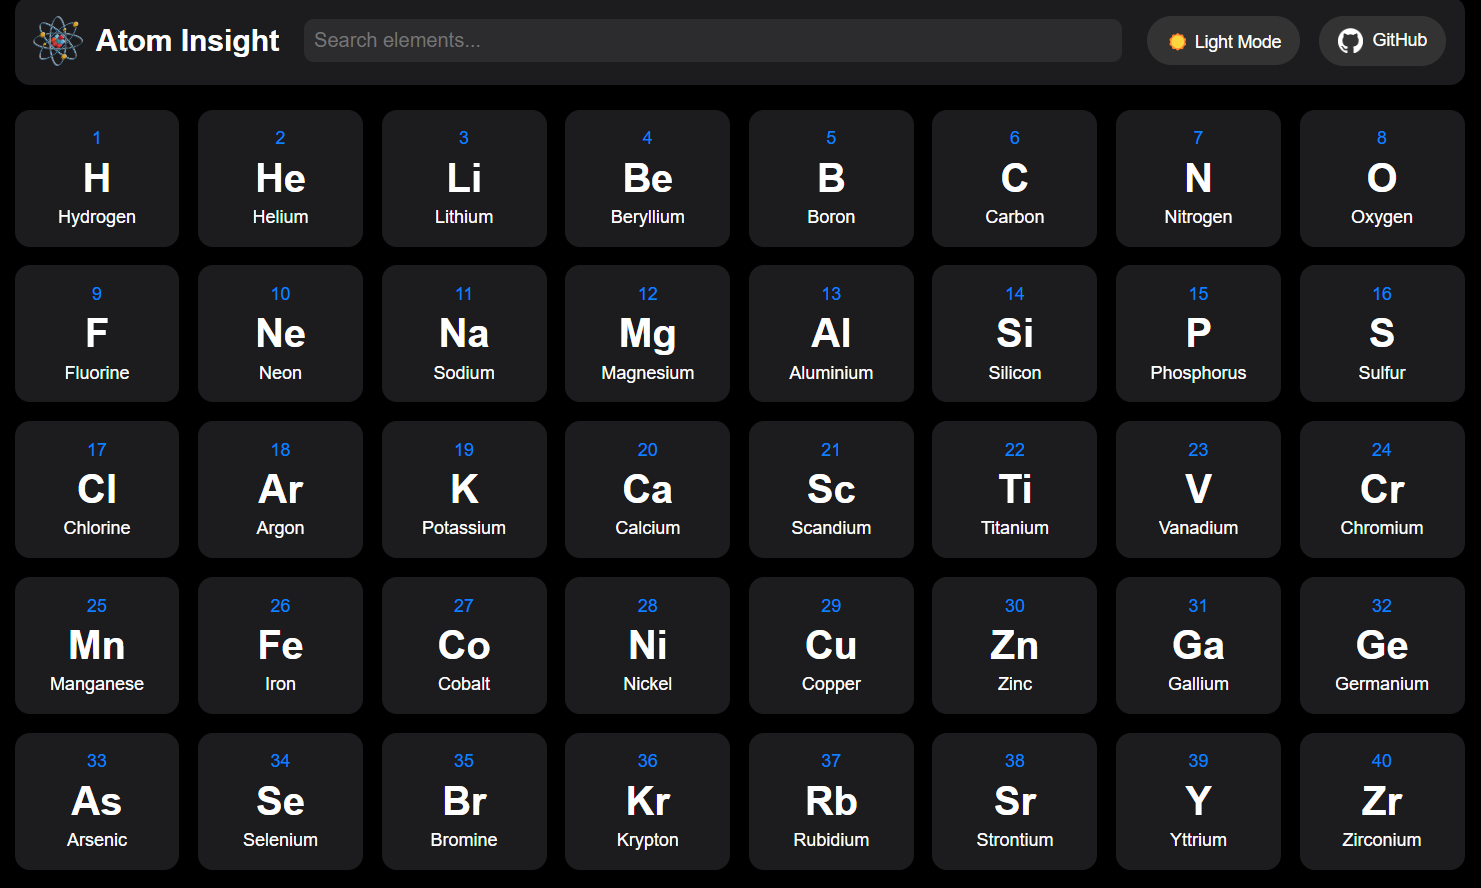 Atom Insight Search elements... Light Mode GitHub
1 2 3 4 5 6 7 8
H He Li Be B C N O
Hydrogen Helium Lithium Beryllium Boron Carbon Nitrogen Oxygen
9 10 11 12 13 14 15 16
F Ne Na Mg Al Si P S
Fluorine Neon Sodium Magnesium Aluminium Silicon Phosphorus Sulfur
17 18 19 20 21 22 23 24
Cl Ar K Ca Sc Ti V Cr
Chlorine Argon Potassium Calcium Scandium Titanium Vanadium Chromium
25 26 27 28 29 30 31 32
Mn Fe Co Ni Cu Zn Ga Ge
Manganese Iron Cobalt Nickel Copper Zinc Gallium Germanium
33 34 35 36 37 38 39 40
As Se Br Kr Rb Sr Y Zr
Arsenic Selenium Bromine Krypton Rubidium Strontium Yttrium Zirconium